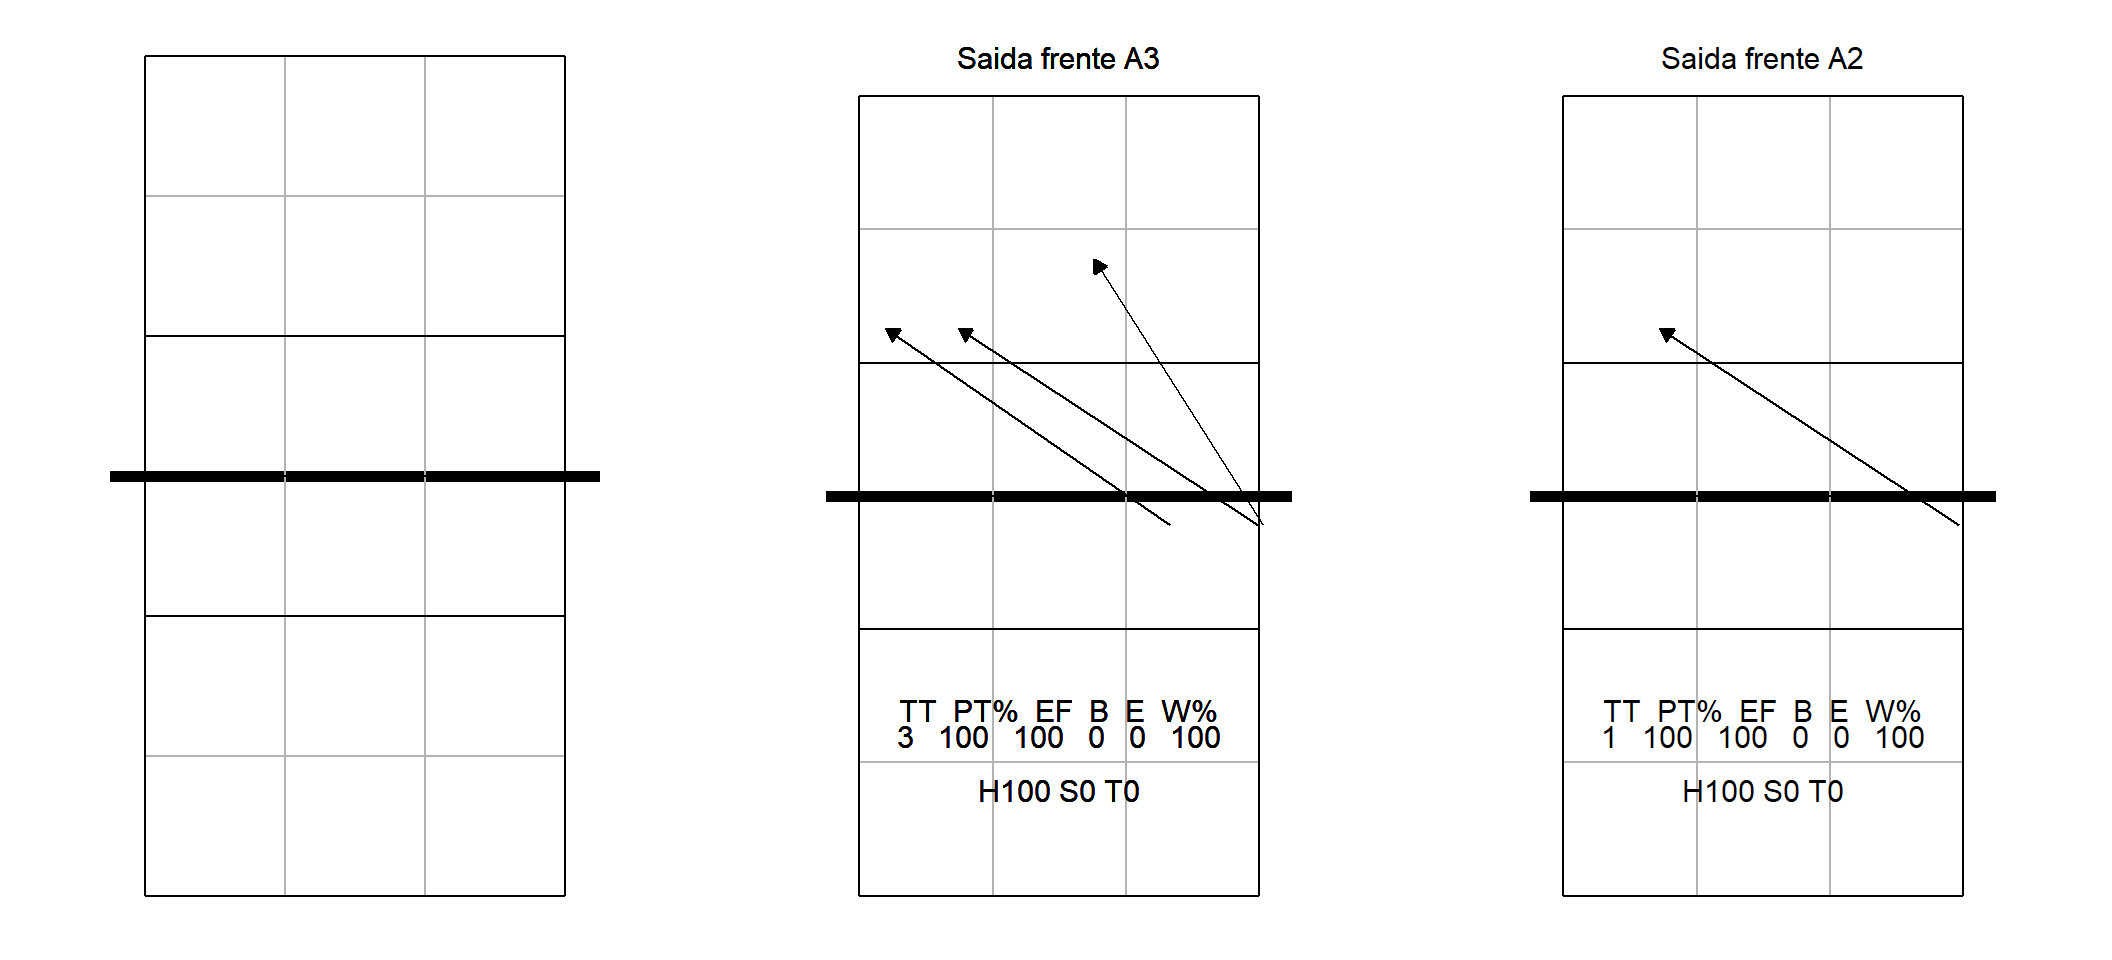 Saida frente A3
TT PT% EF B E W%
3 100 100 0 0 100
H100 S0 T0
Saida frente A2
TT PT% EF B E W%
1 100 100 0 0 100
H100 S0 T0